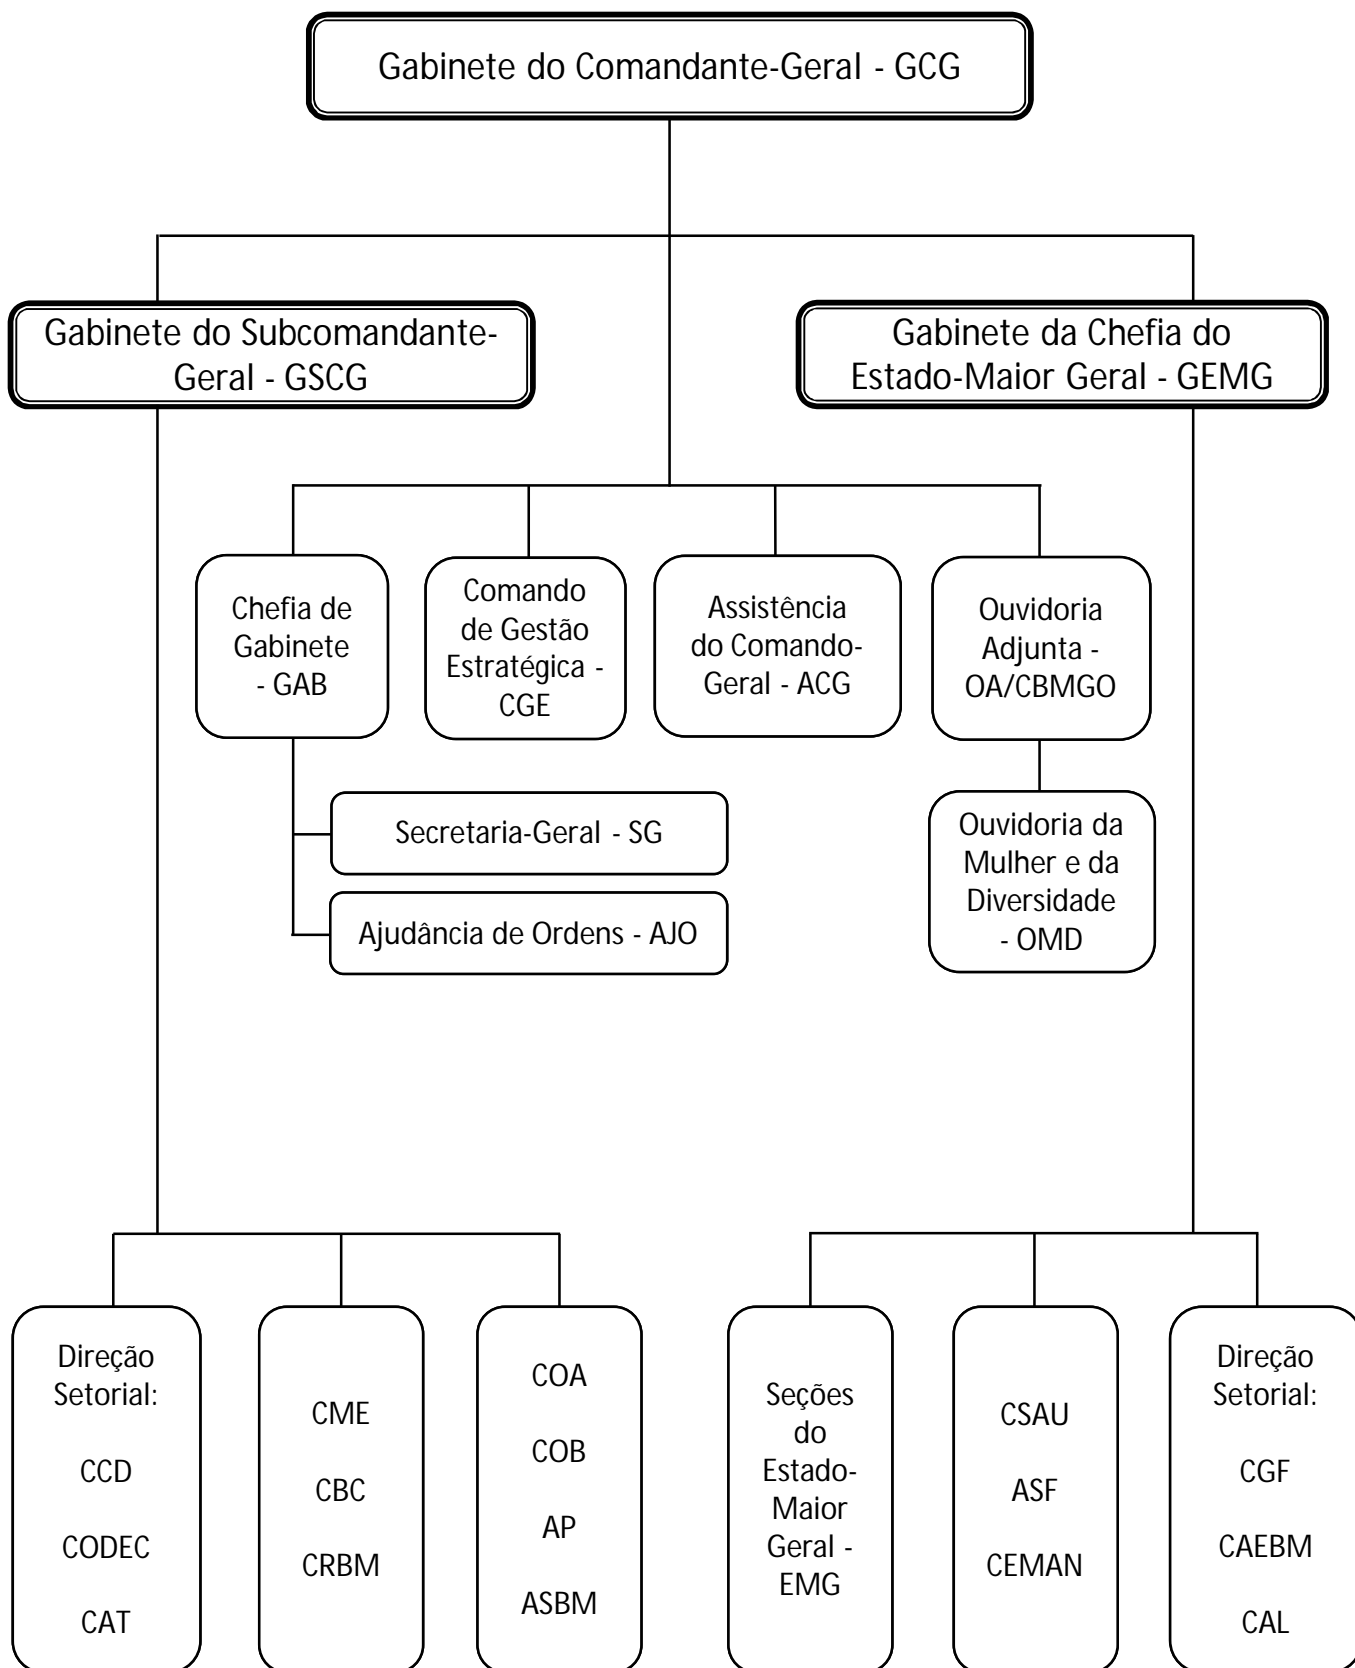 Gabinete do Comandante-Geral - GCG
Gabinete do Subcomandante-
Geral - GSCG
Gabinete da Chefia do
Estado-Maior Geral - GEMG
Chefia de
Gabinete
- GAB
Comando
de Gestão
Estratégica -
CGE
Assistência
do Comando-
Geral - ACG
Ouvidoria
Adjunta -
OA/CBMGO
Secretaria-Geral - SG
Ajudância de Ordens - AJO
Ouvidoria da
Mulher e da
Diversidade
- OMD
Direção
Setorial:
CCD
CODEC
CAT
CME
CBC
CRBM
COA
COB
AP
ASBM
Seções
do
Estado-
Maior
Geral -
EMG
CSAU
ASF
CEMAN
Direção
Setorial:
CGF
CAEBM
CAL